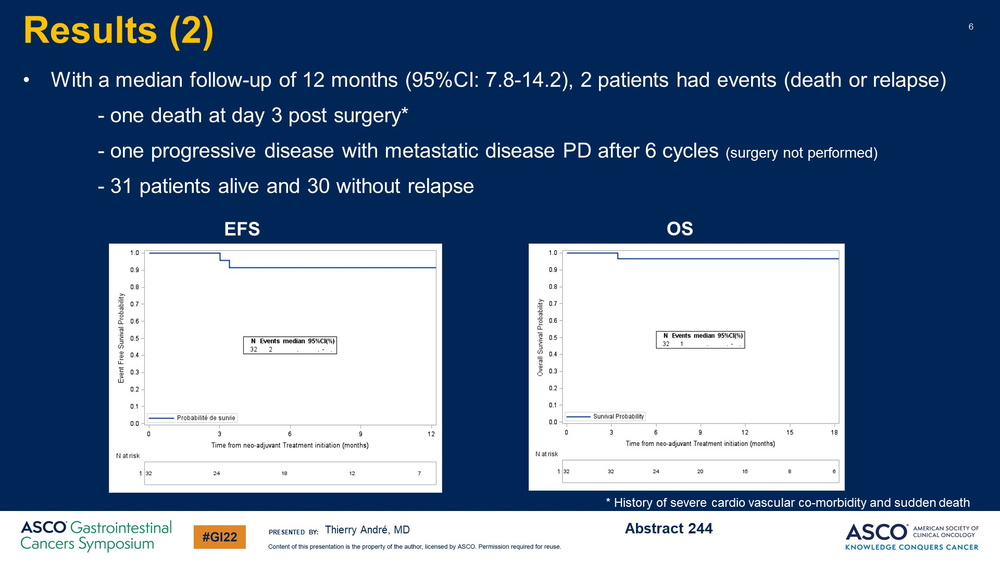 Results (2)
6
• With a median follow-up of 12 months (95%CI: 7.8-14.2), 2 patients had events (death or relapse)
- one death at day 3 post surgery*
- one progressive disease with metastatic disease PD after 6 cycles (surgery not performed)
- 31 patients alive and 30 without relapse
EFS
1.0
0.9
0.8
0.7
0.6
0.5
0.4
0.3
0.2
0.1
0.0
Event Free Survival Probability
N Events median 95%CI(%)
32 2 . . - .
Probabilité de survie
0 3 6 9 12
Time from neo-adjuvant Treatment initiation (months)
N at risk
1 32 24 18 12 7
OS
1.0
0.9
0.8
0.7
0.6
0.5
0.4
0.3
0.2
0.1
0.0
Overall Survival Probability
N Events median 95%CI(%)
32 1 . . - .
Survival Probability
0 3 6 9 12 15 18
Time from neo-adjuvant Treatment initiation (months)
N at risk
1 32 32 24 20 15 8 6
* History of severe cardio vascular co-morbidity and sudden death
ASCO® Gastrointestinal
Cancers Symposium
#GI22
PRESENTED BY: Thierry André, MD
Content of this presentation is the property of the author, licensed by ASCO. Permission required for reuse.
Abstract 244
ASCO® AMERICAN SOCIETY OF
CLINICAL ONCOLOGY
KNOWLEDGE CONQUERS CANCER